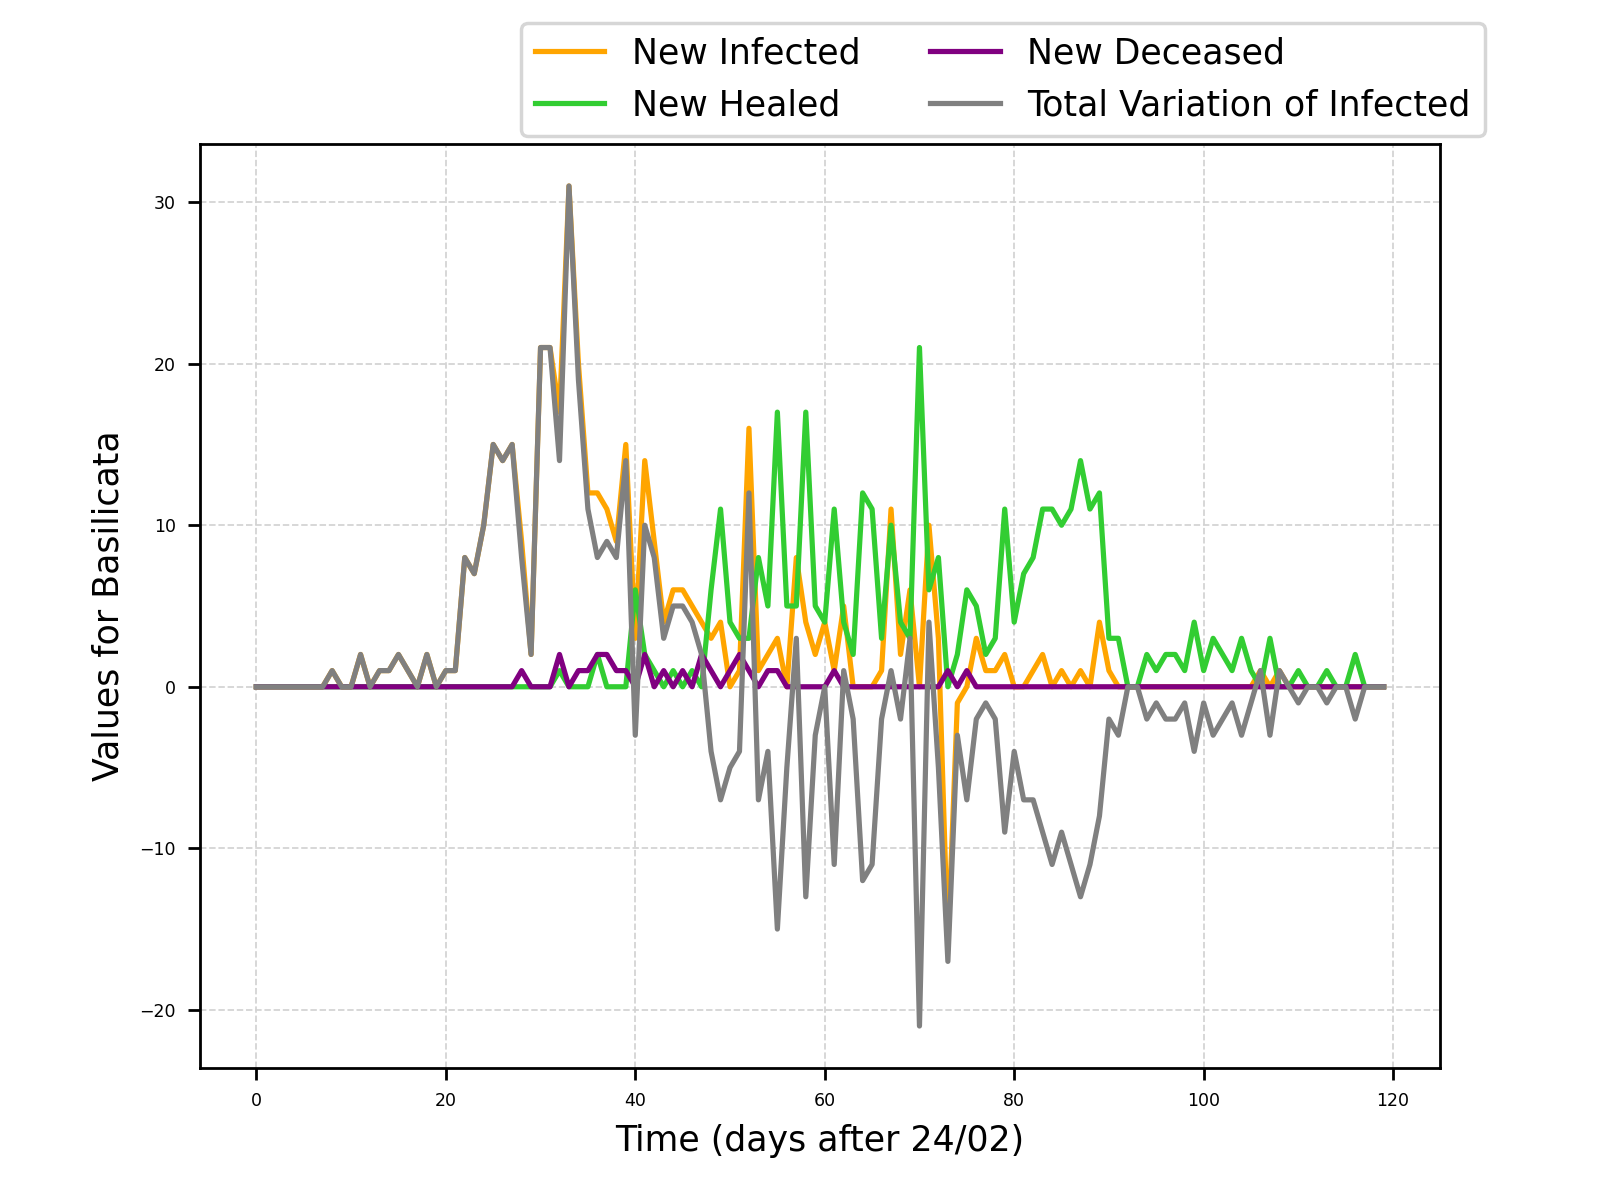 New Infected
New Deceased
New Healed
Total Variation of Infected
30
20
10
0
−10
−20
Values for Basilicata
0 20 40 60 80 100 120
Time (days after 24/02)